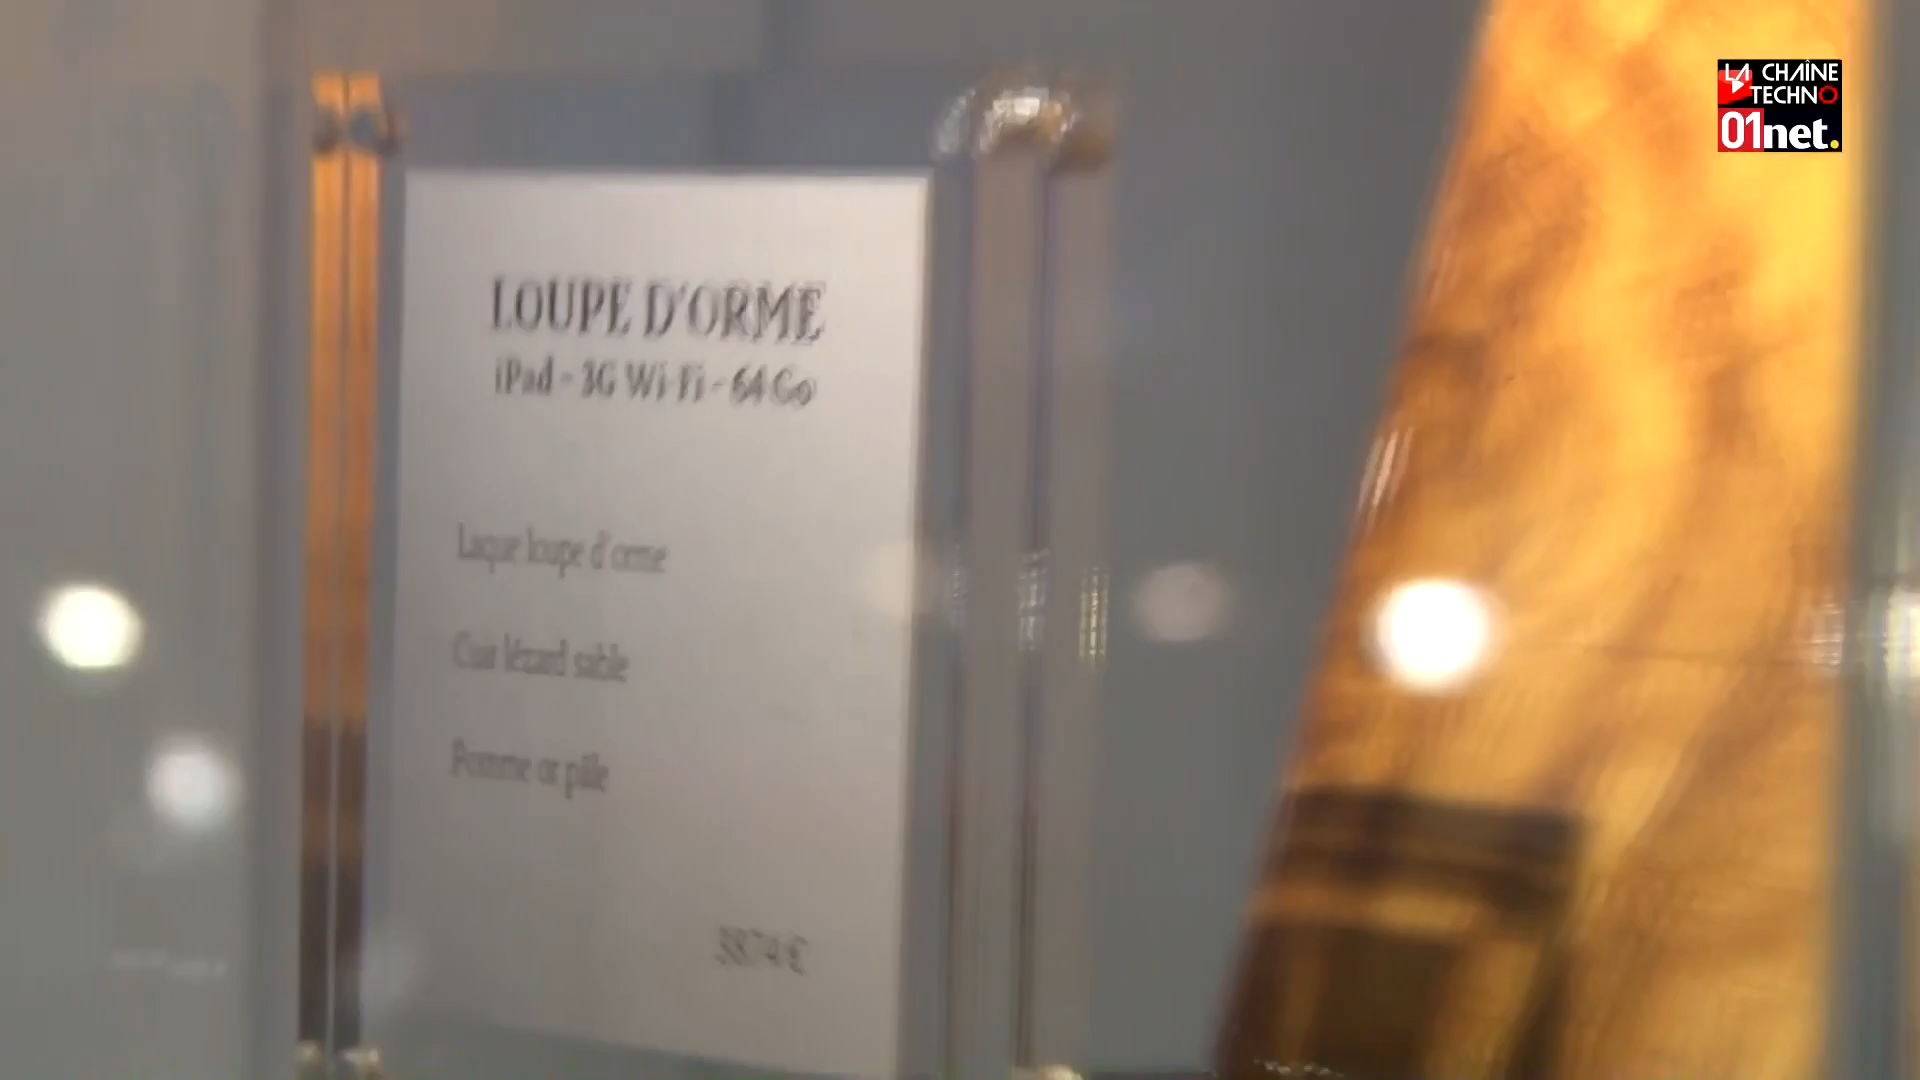 LA CHAÎNE
TECHNO
01net.
LOUPE D'ORME
iPad - 3G Wi-Fi - 64 Go
Laque loupe d'orme
Cuir lézard sable
Pomme or pâle
3874 €